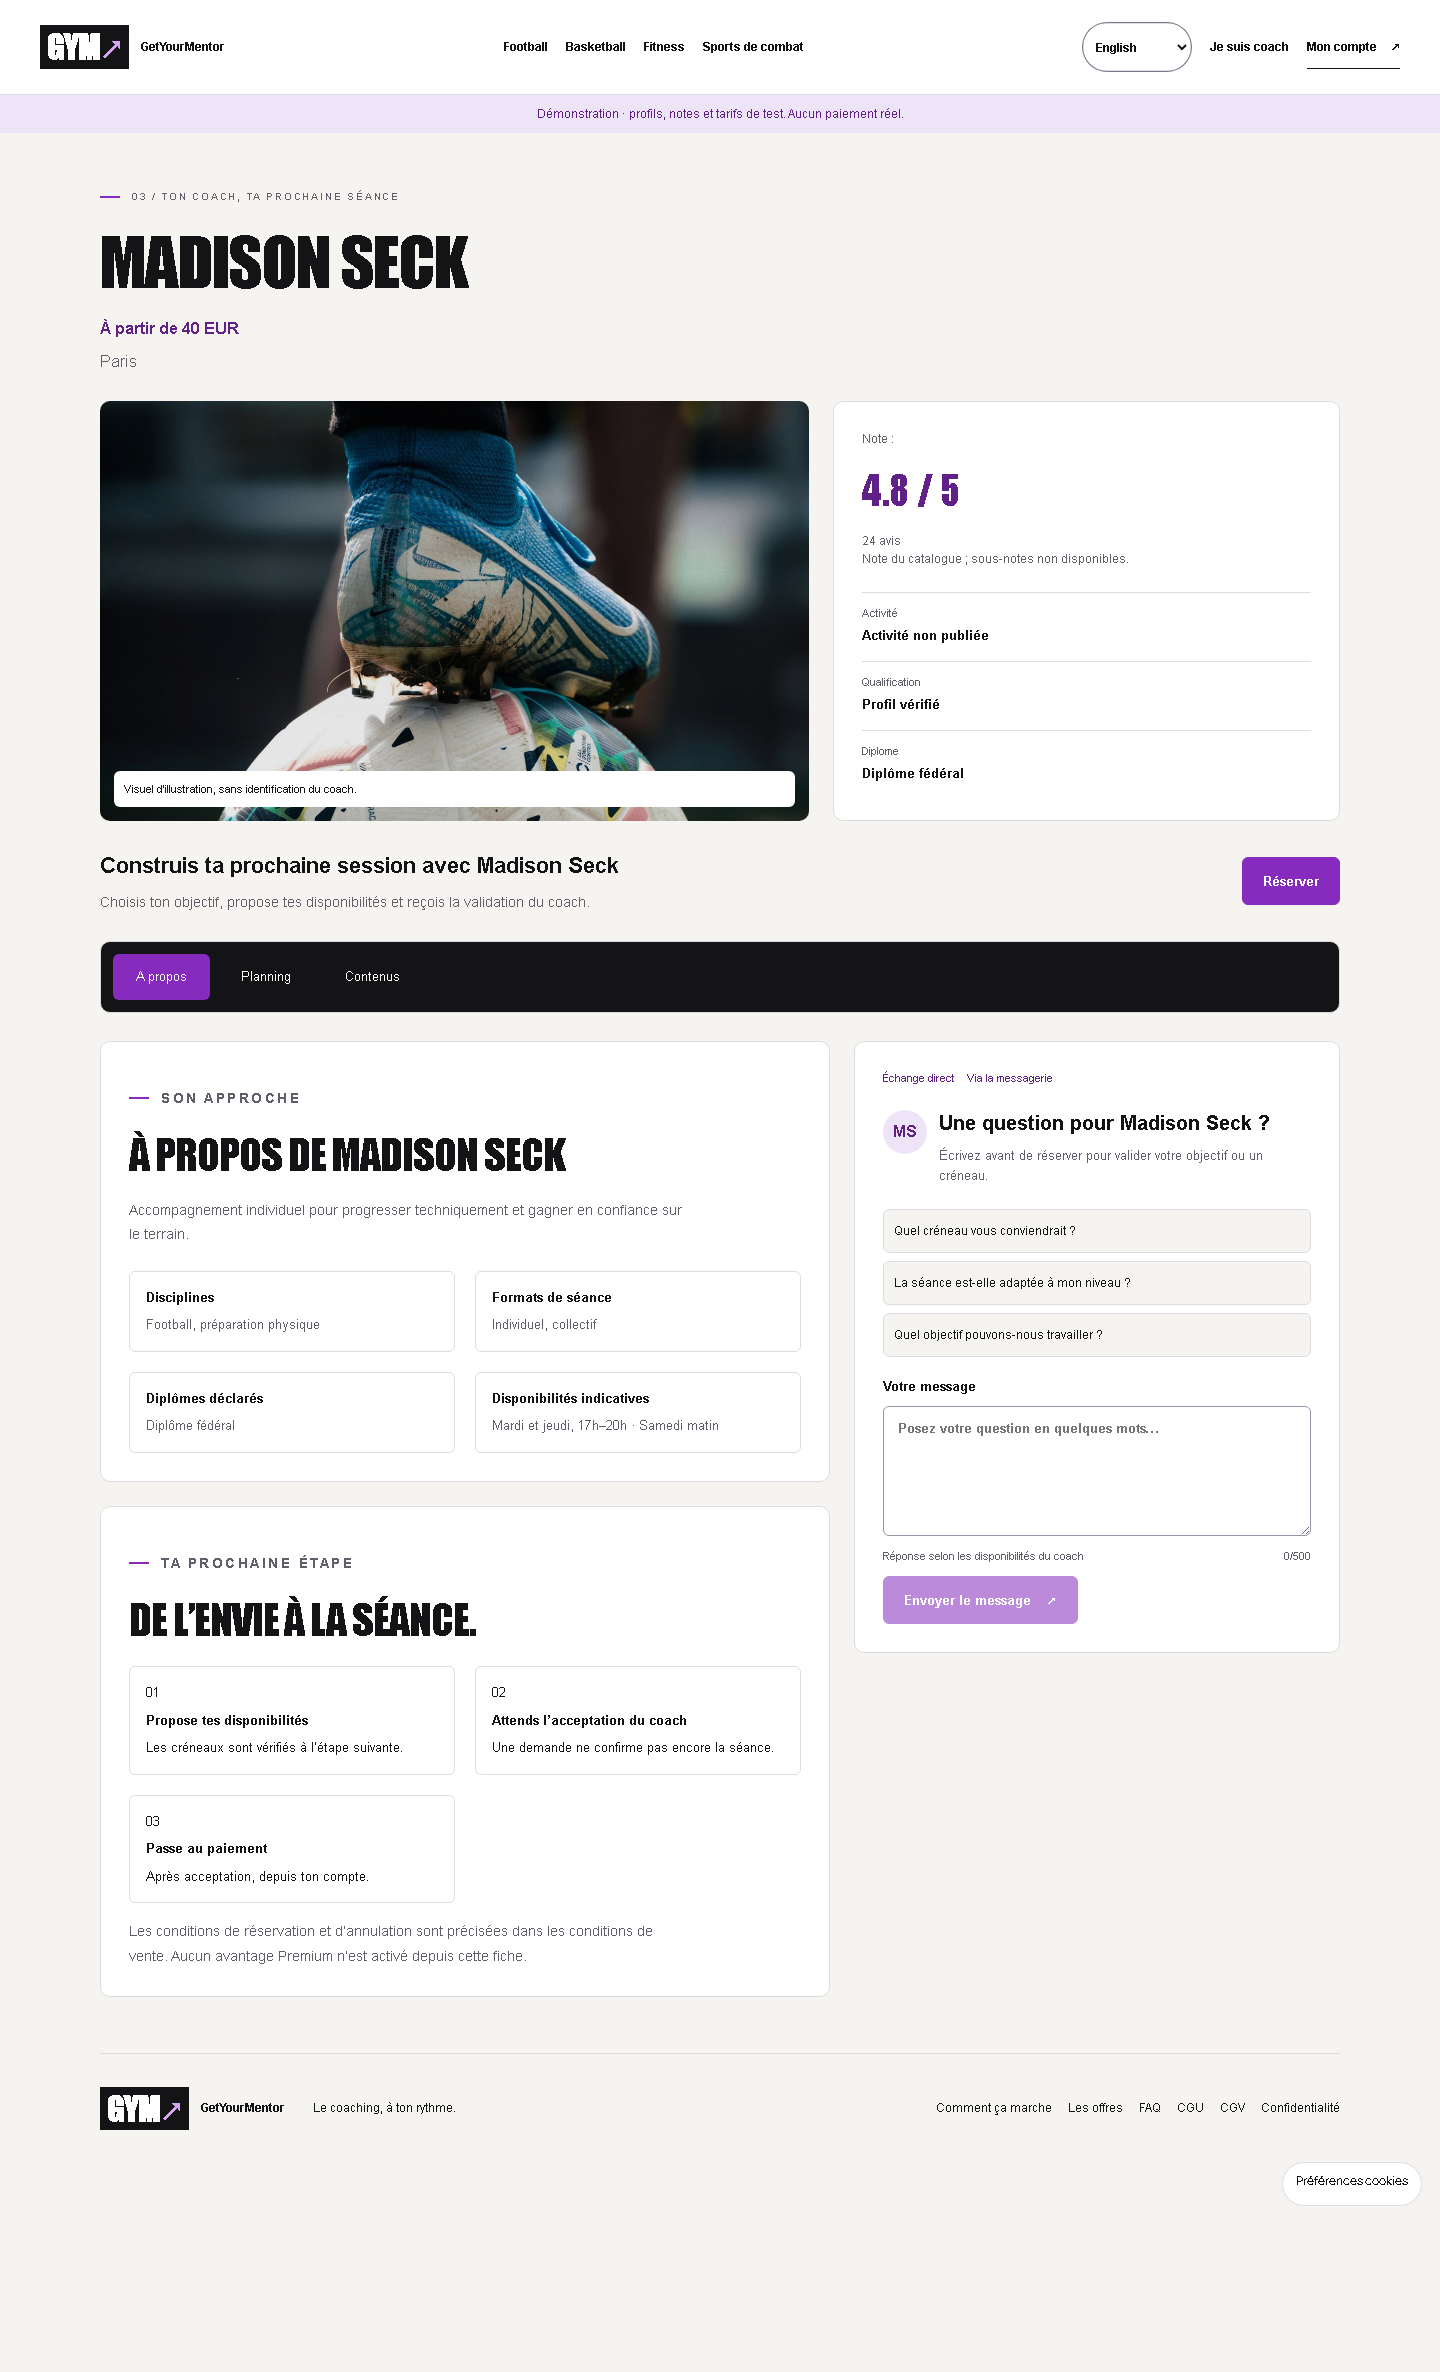 GYM↗ GetYourMentor Football Basketball Fitness Sports de combat English Je suis coach Mon compte ↗
Démonstration · profils, notes et tarifs de test. Aucun paiement réel.
03 / TON COACH, TA PROCHAINE SÉANCE
MADISON SECK
À partir de 40 EUR
Paris
Visuel d'illustration, sans identification du coach.
Note :
4.8 / 5
24 avis
Note du catalogue ; sous-notes non disponibles.
Activité
Activité non publiée
Qualification
Profil vérifié
Diplome
Diplôme fédéral
Construis ta prochaine session avec Madison Seck
Choisis ton objectif, propose tes disponibilités et reçois la validation du coach.
Réserver
A propos Planning Contenus
SON APPROCHE
À PROPOS DE MADISON SECK
Accompagnement individuel pour progresser techniquement et gagner en confiance sur
le terrain.
Disciplines
Football, préparation physique
Formats de séance
Individuel, collectif
Diplômes déclarés
Diplôme fédéral
Disponibilités indicatives
Mardi et jeudi, 17h–20h · Samedi matin
Échange direct Via la messagerie
MS
Une question pour Madison Seck ?
Écrivez avant de réserver pour valider votre objectif ou un
créneau.
Quel créneau vous conviendrait ?
La séance est-elle adaptée à mon niveau ?
Quel objectif pouvons-nous travailler ?
Votre message
Posez votre question en quelques mots...
Réponse selon les disponibilités du coach 0/500
Envoyer le message ↗
TA PROCHAINE ÉTAPE
DE L’ENVIE À LA SÉANCE.
01
Propose tes disponibilités
Les créneaux sont vérifiés à l’étape suivante.
02
Attends l’acceptation du coach
Une demande ne confirme pas encore la séance.
03
Passe au paiement
Après acceptation, depuis ton compte.
Les conditions de réservation et d’annulation sont précisées dans les conditions de
vente. Aucun avantage Premium n’est activé depuis cette fiche.
GYM↗ GetYourMentor Le coaching, à ton rythme. Comment ça marche Les offres FAQ CGU CGV Confidentialité
Préférences cookies